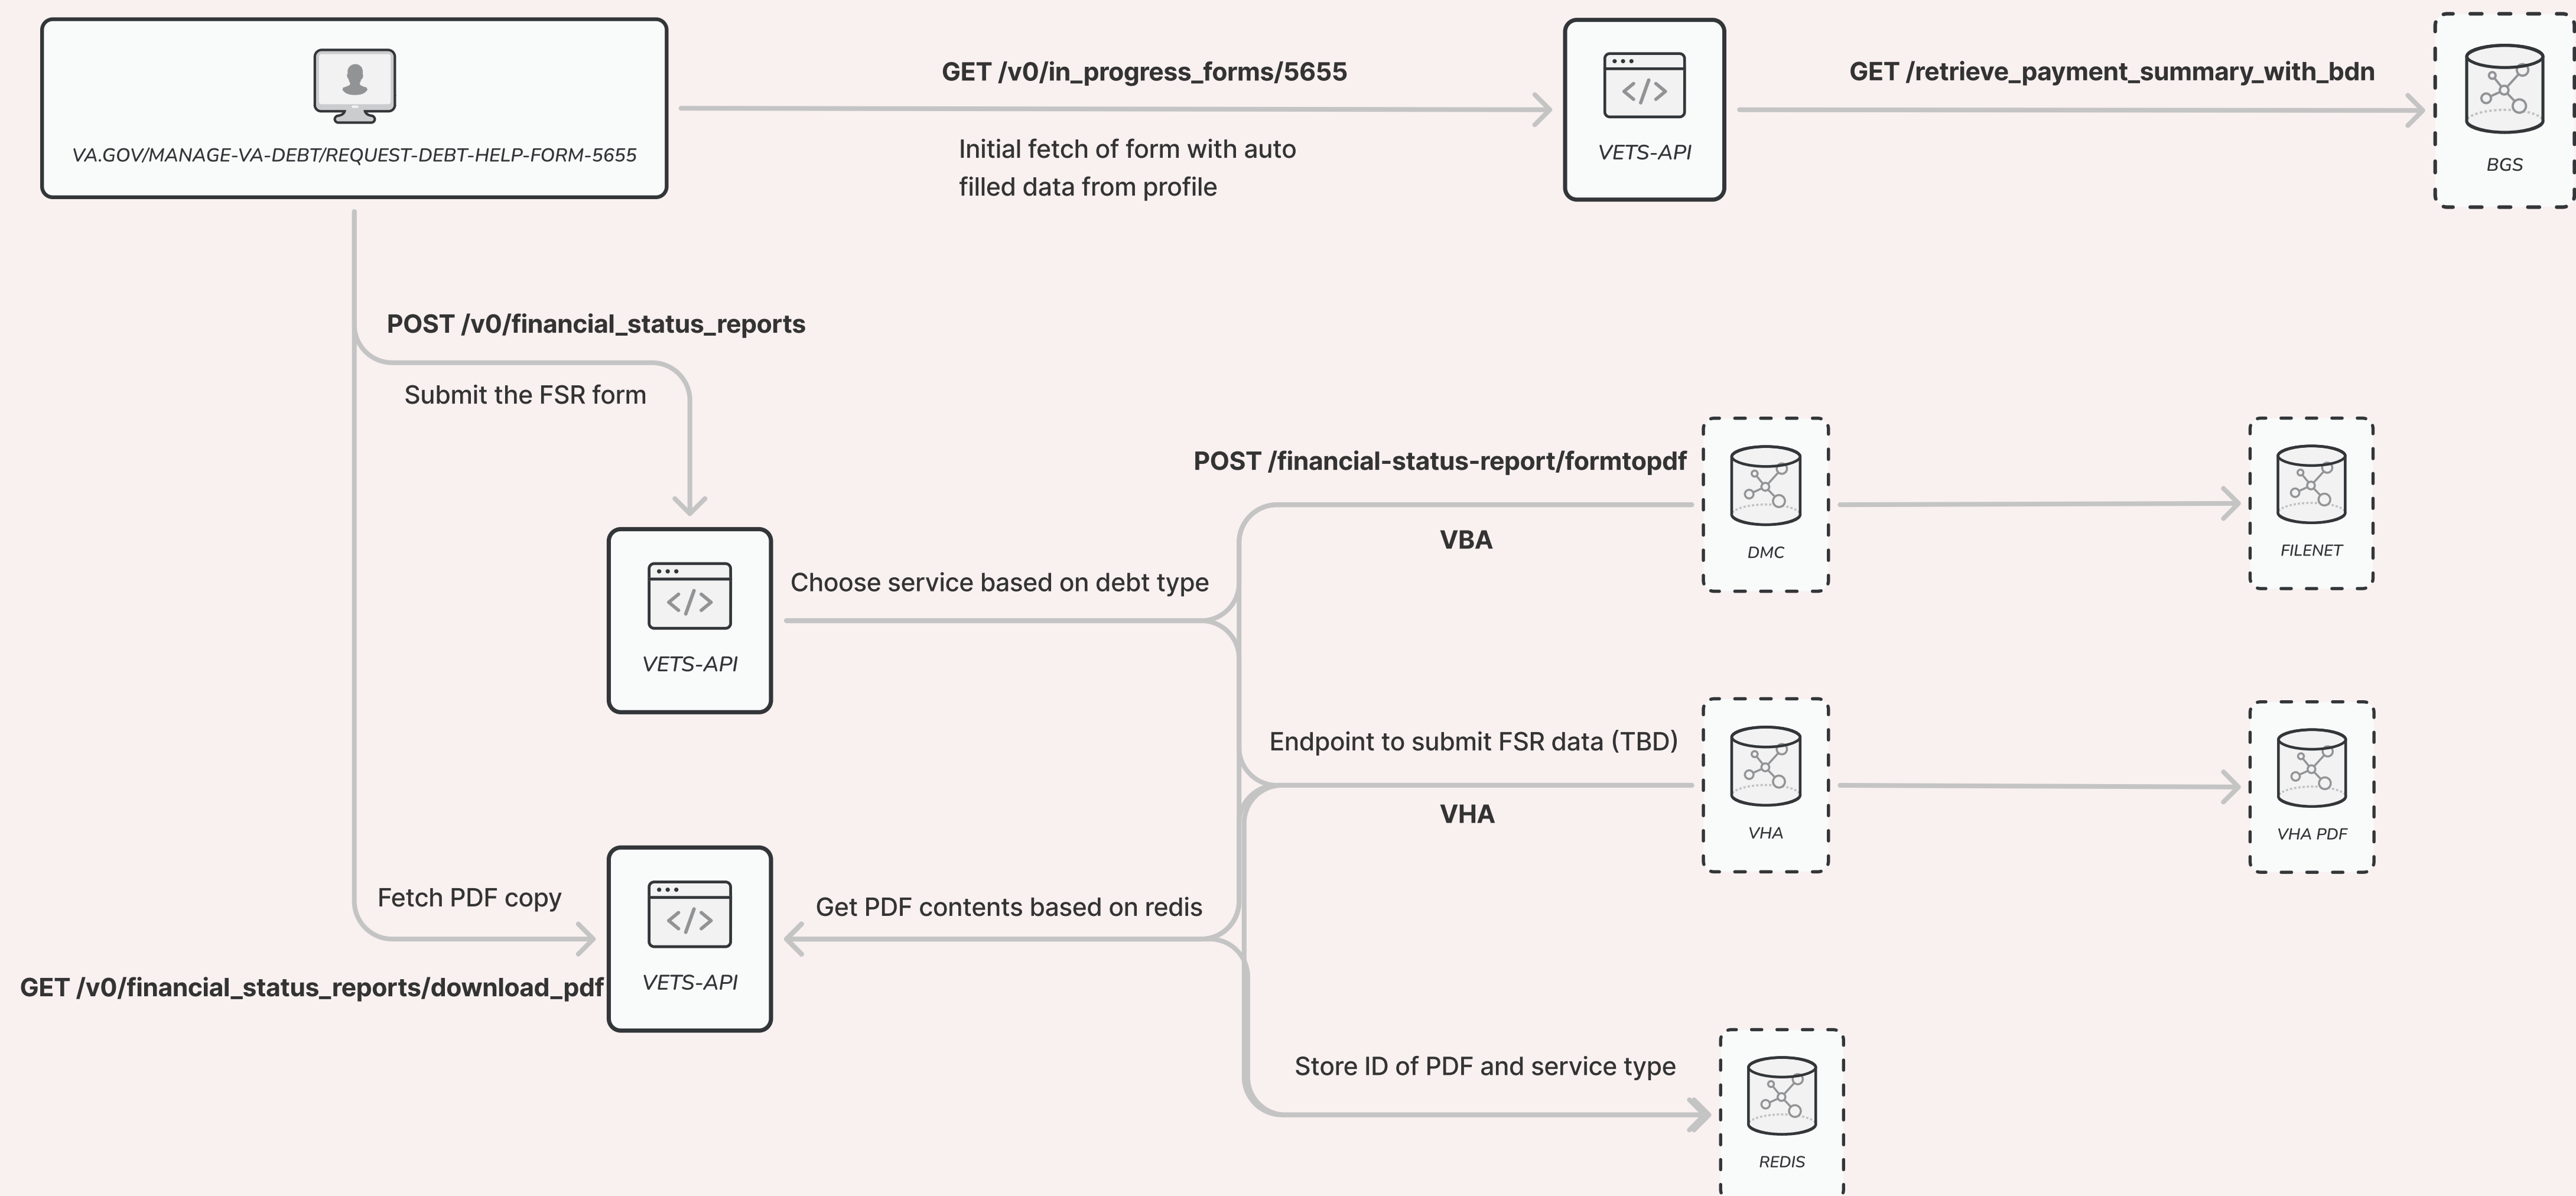 GET /v0/in_progress_forms/5655
GET /retrieve_payment_summary_with_bdn
VA.GOV/MANAGE-VA-DEBT/REQUEST-DEBT-HELP-FORM-5655
Initial fetch of form with auto
filled data from profile
VETS-API
BGS
POST /v0/financial_status_reports
Submit the FSR form
POST /financial-status-report/formtopdf
VBA
DMC
FILENET
Choose service based on debt type
VETS-API
Endpoint to submit FSR data (TBD)
VHA
VHA
VHA PDF
Fetch PDF copy
Get PDF contents based on redis
GET /v0/financial_status_reports/download_pdf
VETS-API
Store ID of PDF and service type
REDIS